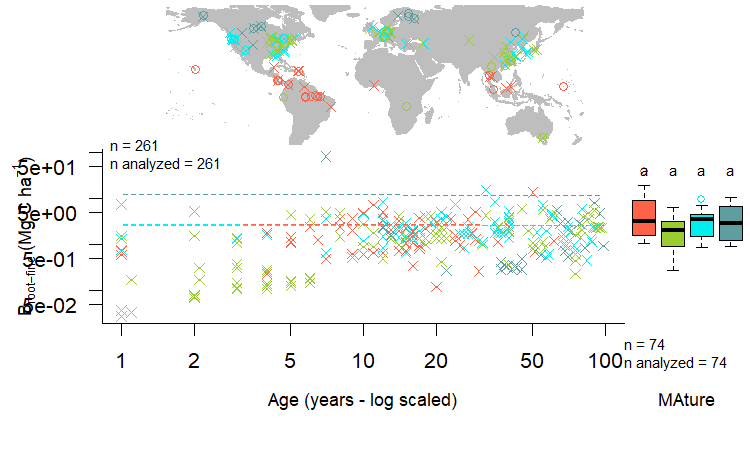 n = 261
n analyzed = 261
5e+01
5e+00
5e-01
5e-02
a a a a
1 2 5 10 20 50 100
n = 74
n analyzed = 74
Age (years - log scaled)
MAture